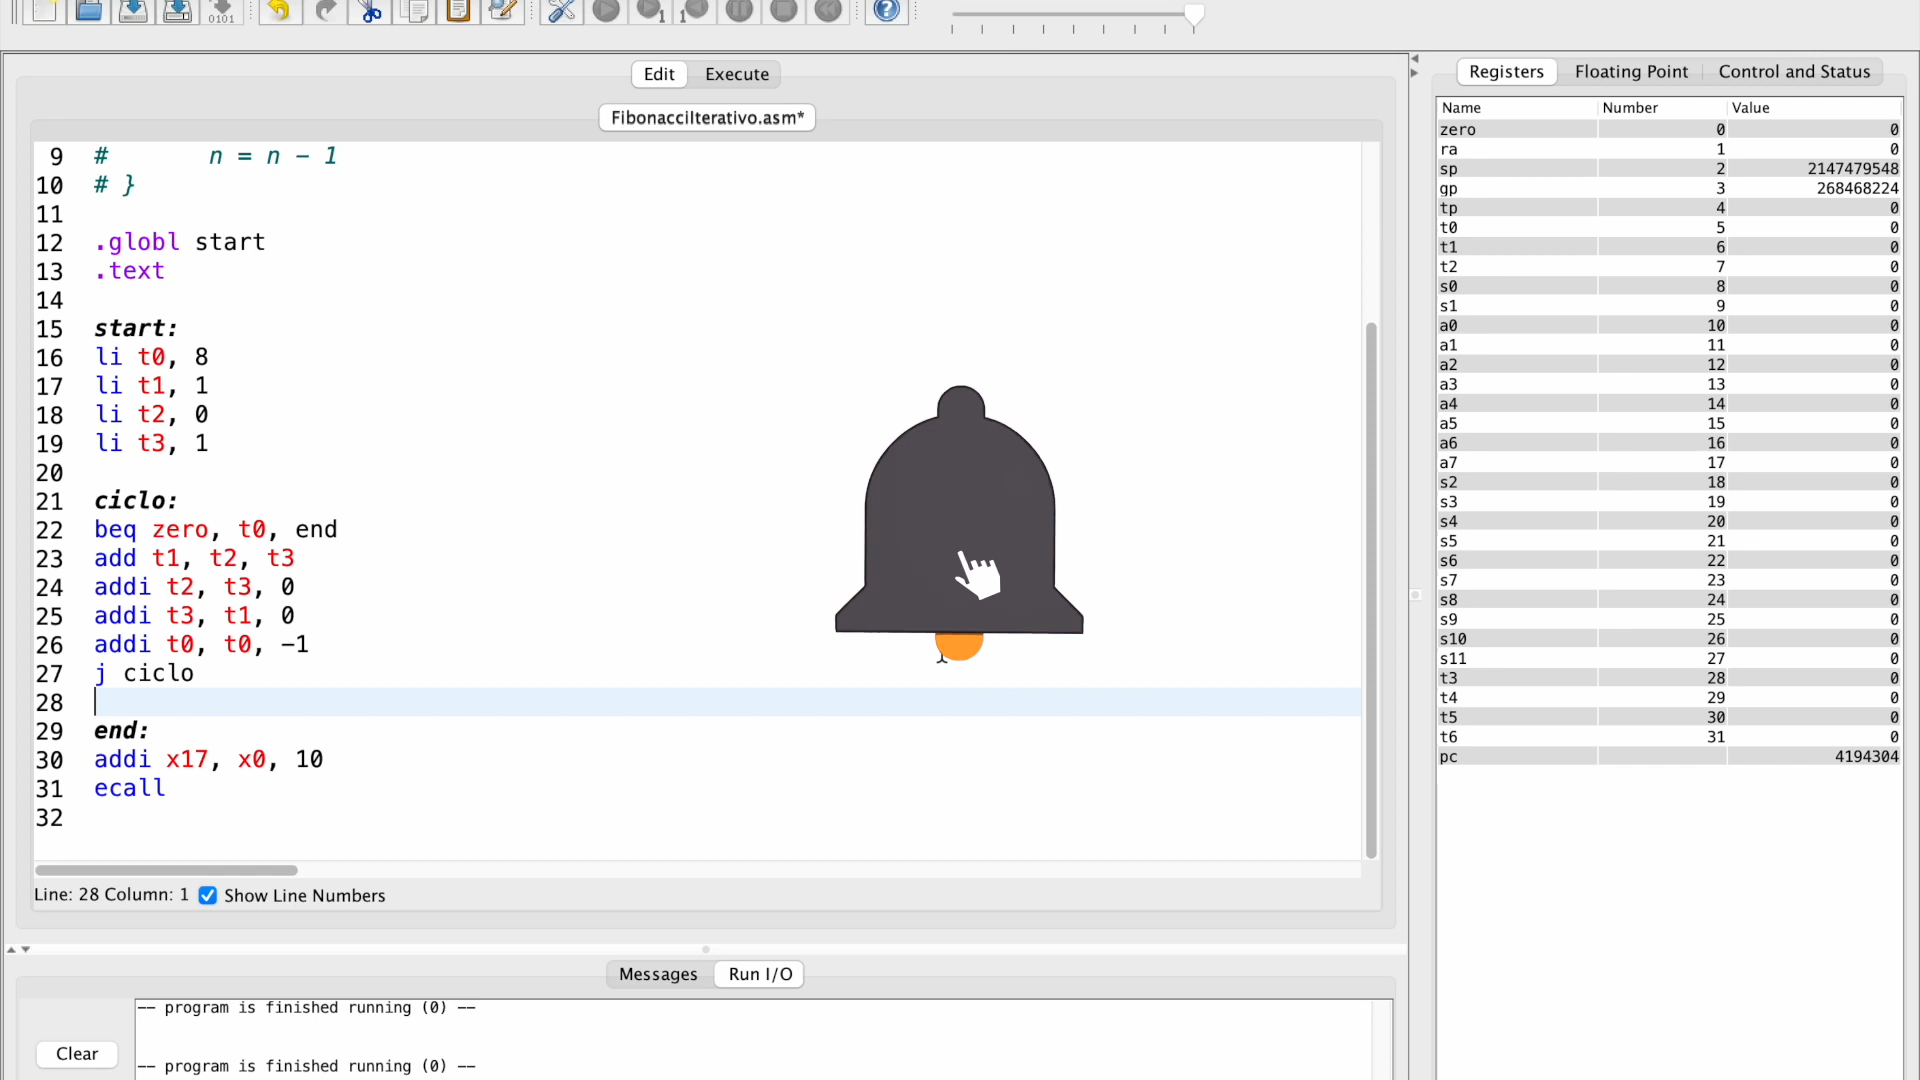 0101
1
1
Edit
Execute
FibonacciIterativo.asm*
9 # n = n - 1
10 # }
11
12 .globl start
13 .text
14
15 start:
16 li t0, 8
17 li t1, 1
18 li t2, 0
19 li t3, 1
20
21 ciclo:
22 beq zero, t0, end
23 add t1, t2, t3
24 addi t2, t3, 0
25 addi t3, t1, 0
26 addi t0, t0, -1
27 j ciclo
28
29 end:
30 addi x17, x0, 10
31 ecall
32
Line: 28 Column: 1 Show Line Numbers
Messages
Run I/O
Clear
-- program is finished running (0) --
-- program is finished running (0) --
Registers
Floating Point
Control and Status
Name Number Value
zero 0 0
ra 1 0
sp 2 2147479548
gp 3 268468224
tp 4 0
t0 5 0
t1 6 0
t2 7 0
s0 8 0
s1 9 0
a0 10 0
a1 11 0
a2 12 0
a3 13 0
a4 14 0
a5 15 0
a6 16 0
a7 17 0
s2 18 0
s3 19 0
s4 20 0
s5 21 0
s6 22 0
s7 23 0
s8 24 0
s9 25 0
s10 26 0
s11 27 0
t3 28 0
t4 29 0
t5 30 0
t6 31 0
pc 4194304